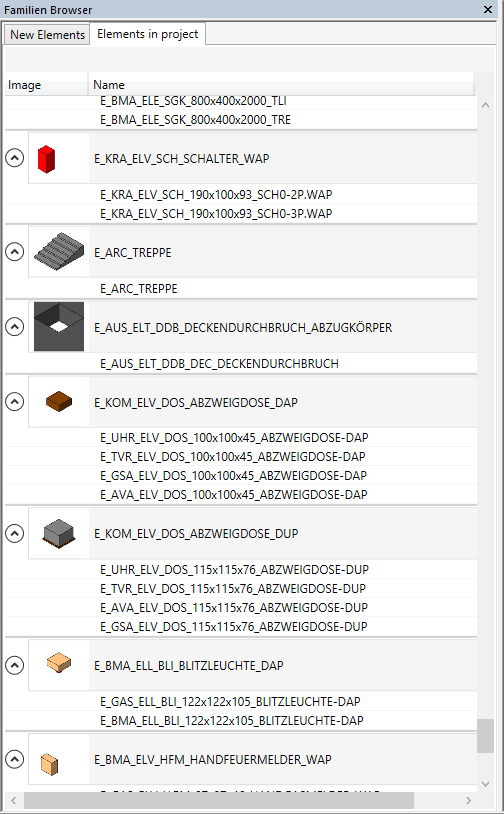 Familien Browser
New Elements
Elements in project
Image
Name
E_BMA_ELE_SGK_800x400x2000_TLI
E_BMA_ELE_SGK_800x400x2000_TRE
E_KRA_ELV_SCH_SCHALTER_WAP
E_KRA_ELV_SCH_190x100x93_SCH0-2P.WAP
E_KRA_ELV_SCH_190x100x93_SCH0-3P.WAP
E_ARC_TREPPE
E_ARC_TREPPE
E_AUS_ELT_DDB_DECKENDURCHBRUCH_ABZUGKÖRPER
E_AUS_ELT_DDB_DEC_DECKENDURCHBRUCH
E_KOM_ELV_DOS_ABZWEIGDOSE_DAP
E_UHR_ELV_DOS_100x100x45_ABZWEIGDOSE-DAP
E_TVR_ELV_DOS_100x100x45_ABZWEIGDOSE-DAP
E_GSA_ELV_DOS_100x100x45_ABZWEIGDOSE-DAP
E_AVA_ELV_DOS_100x100x45_ABZWEIGDOSE-DAP
E_KOM_ELV_DOS_ABZWEIGDOSE_DUP
E_UHR_ELV_DOS_115x115x76_ABZWEIGDOSE-DUP
E_TVR_ELV_DOS_115x115x76_ABZWEIGDOSE-DUP
E_AVA_ELV_DOS_115x115x76_ABZWEIGDOSE-DUP
E_GSA_ELV_DOS_115x115x76_ABZWEIGDOSE-DUP
E_BMA_ELL_BLI_BLITZLEUCHTE_DAP
E_GAS_ELL_BLI_122x122x105_BLITZLEUCHTE-DAP
E_BMA_ELL_BLI_122x122x105_BLITZLEUCHTE-DAP
E_BMA_ELV_HFM_HANDFEUERMELDER_WAP